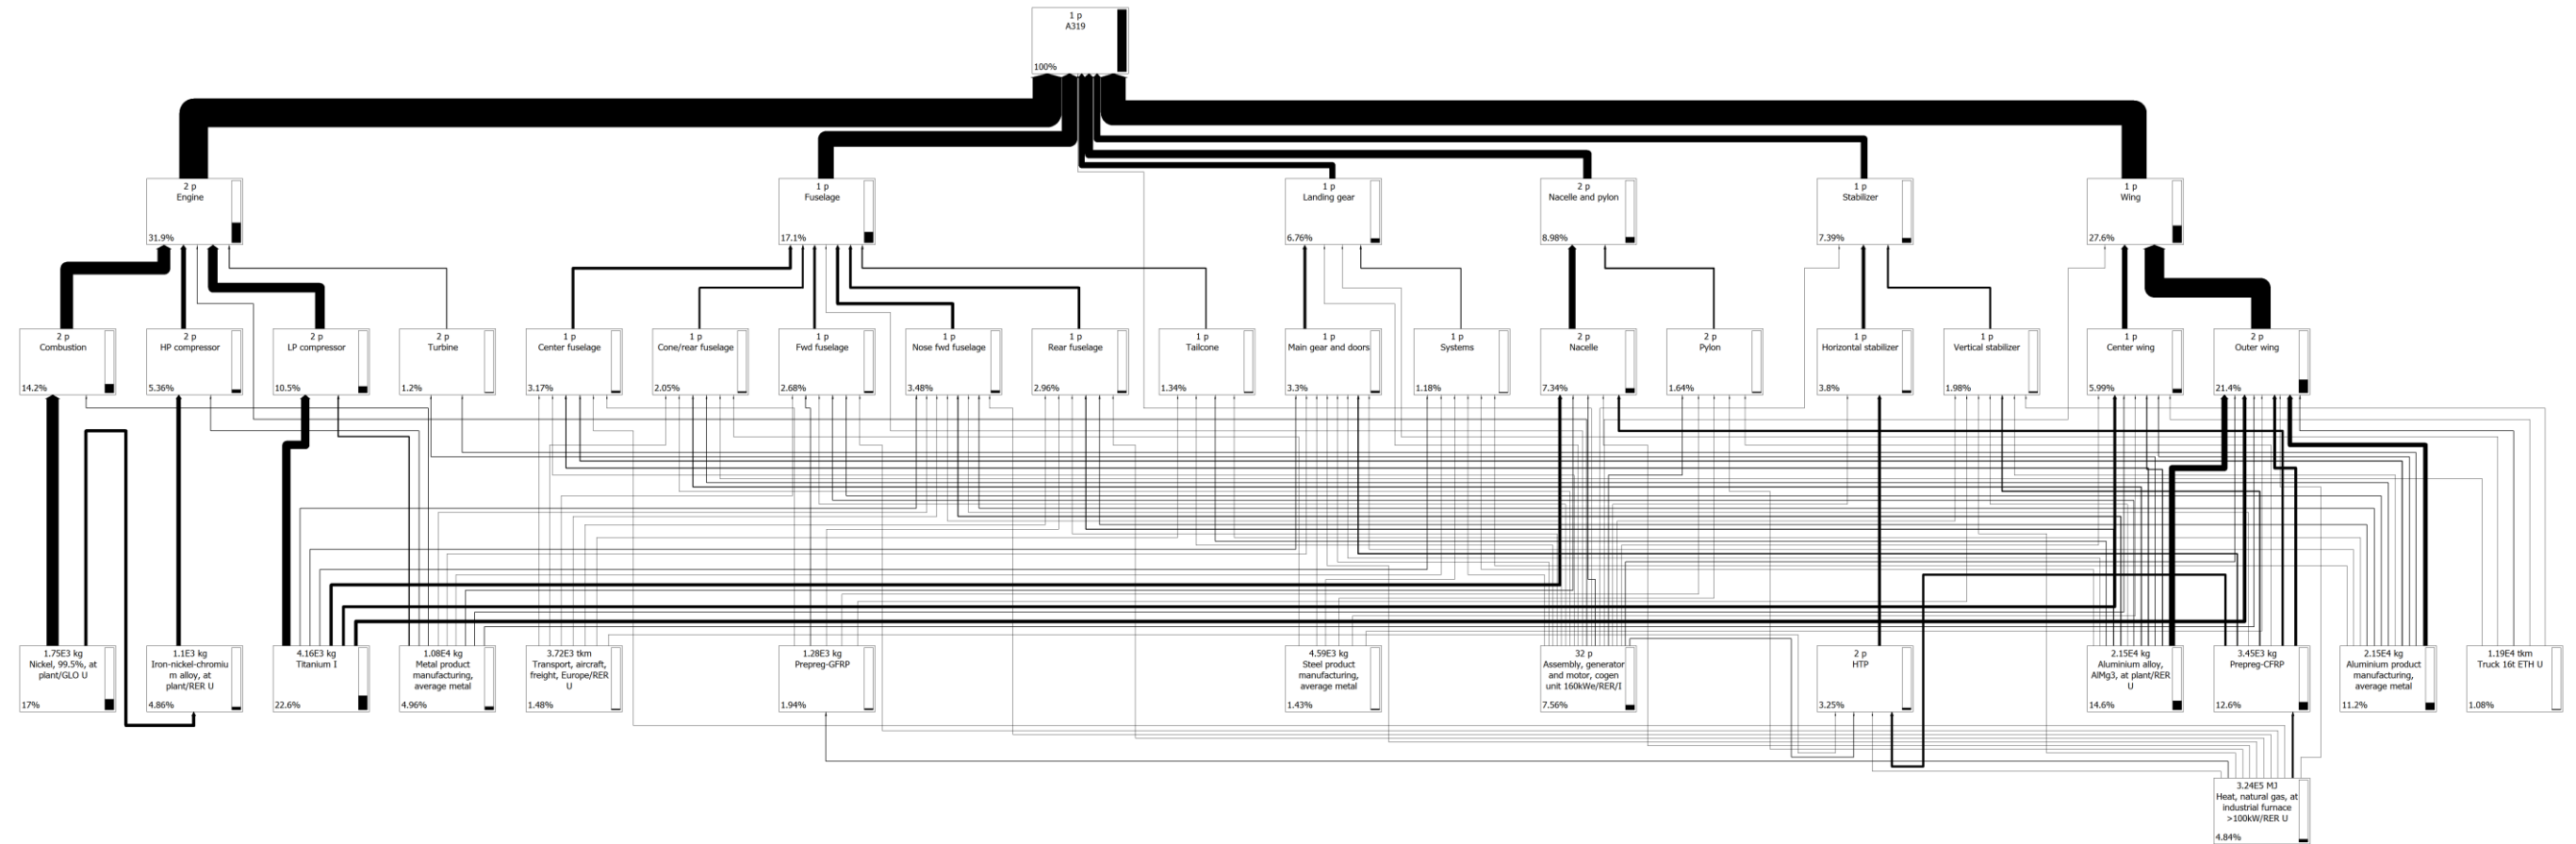 1 p
A319
100%
2 p
Engine
31.9%
1 p
Fuselage
17.1%
1 p
Landing gear
6.76%
2 p
Nacelle and pylon
8.98%
1 p
Stabilizer
7.39%
1 p
Wing
27.6%
2 p
Combustion
14.2%
2 p
HP compressor
5.36%
2 p
LP compressor
10.5%
2 p
Turbine
1.2%
1 p
Center fuselage
3.17%
1 p
Cone/rear fuselage
2.05%
1 p
Fwd fuselage
2.68%
1 p
Nose fwd fuselage
3.48%
1 p
Rear fuselage
2.96%
1 p
Tailcone
1.34%
1 p
Main gear and doors
3.3%
1 p
Systems
1.18%
2 p
Nacelle
7.34%
2 p
Pylon
1.64%
1 p
Horizontal stabilizer
3.8%
1 p
Vertical stabilizer
1.98%
1 p
Center wing
5.99%
2 p
Outer wing
21.4%
1.75E3 kg
Nickel, 99.5%, at
plant/GLO U
17%
1.1E3 kg
Iron-nickel-chromiu
m alloy, at
plant/RER U
4.86%
4.16E3 kg
Titanium I
22.6%
1.08E4 kg
Metal product
manufacturing,
average metal
4.96%
3.72E3 tkm
Transport, aircraft,
freight, Europe/RER
U
1.48%
1.28E3 kg
Prepreg-GFRP
1.94%
4.59E3 kg
Steel product
manufacturing,
average metal
1.43%
32 p
Assembly, generator
and motor, cogen
unit 160kWe/RER/I
7.56%
2 p
HTP
3.25%
2.15E4 kg
Aluminium alloy,
AlMg3, at plant/RER
U
14.6%
3.45E3 kg
Prepreg-CFRP
12.6%
2.15E4 kg
Aluminium product
manufacturing,
average metal
11.2%
1.19E4 tkm
Truck 16t ETH U
1.08%
3.24E5 MJ
Heat, natural gas, at
industrial furnace
>100kW/RER U
4.84%